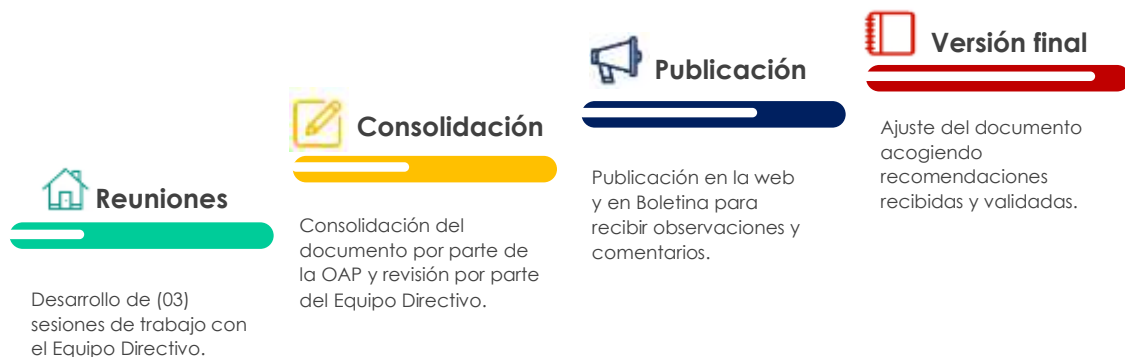 Reuniones
Desarrollo de (03)
sesiones de trabajo con
el Equipo Directivo.
Consolidación
Consolidación del
documento por parte de
la OAP y revisión por parte
del Equipo Directivo.
Publicación
Publicación en la web
y en Boletina para
recibir observaciones y
comentarios.
Versión final
Ajuste del documento
acogiendo
recomendaciones
recibidas y validadas.